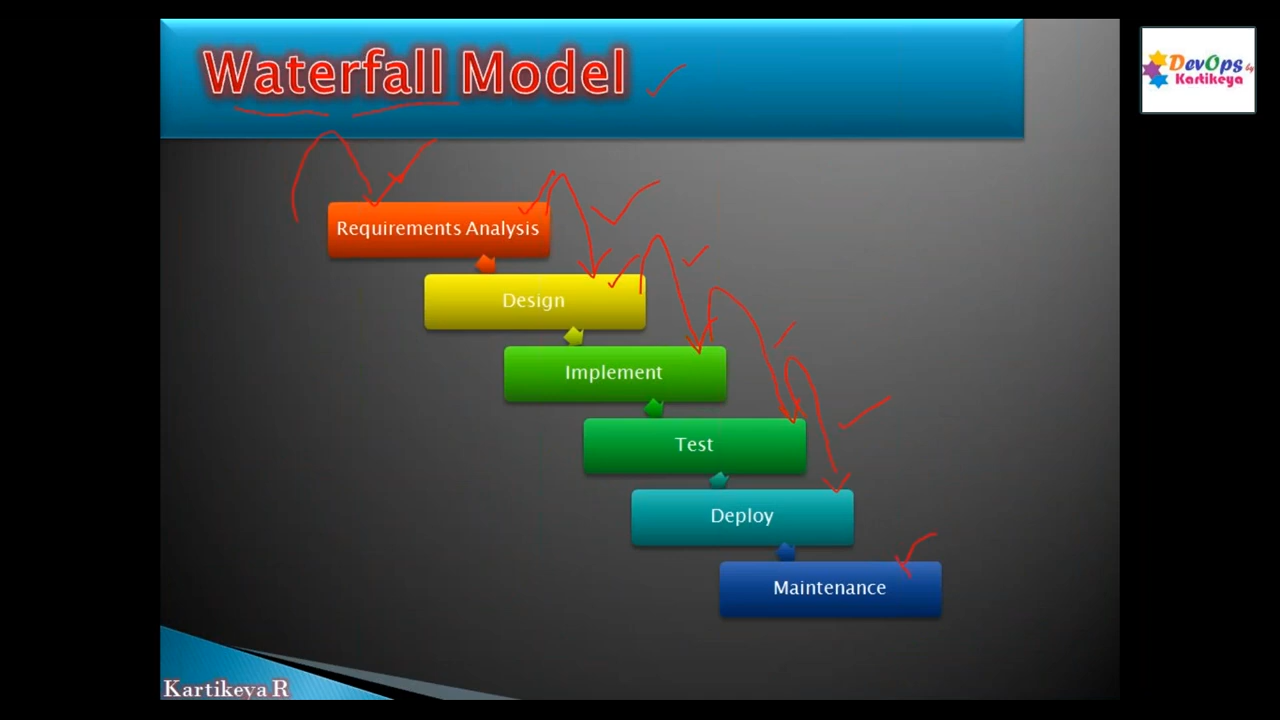 Waterfall Model
DevOps by
Kartikeya
Requirements Analysis
Design
Implement
Test
Deploy
Maintenance
Kartikeya R